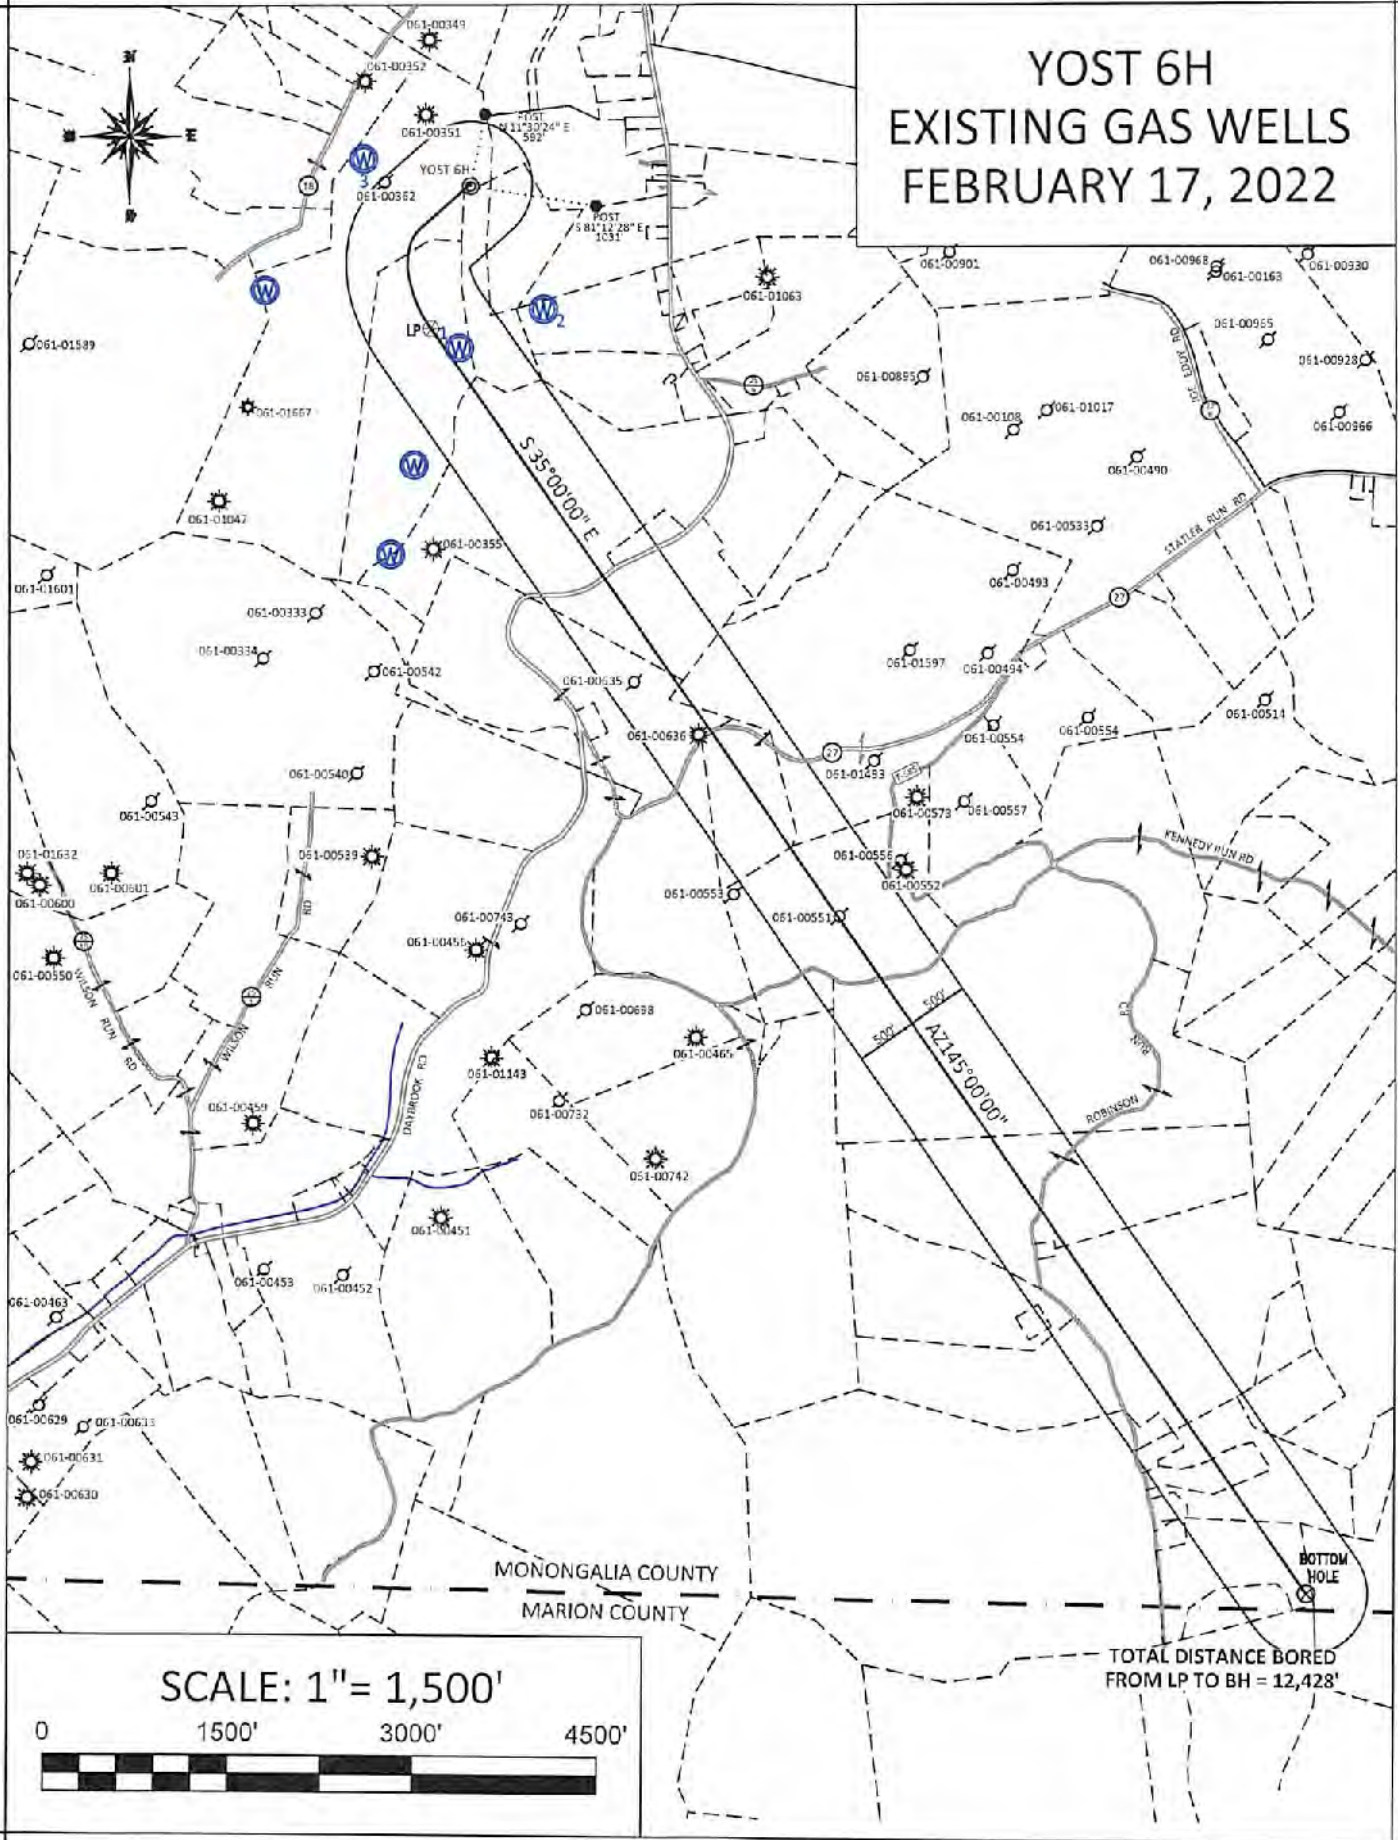 YOST 6H
EXISTING GAS WELLS
FEBRUARY 17, 2022
N
E
061-00349
061-00352
061-00351
POST
N 11°30'24" E
592'
W
3
18
061-00362
YOST 6H
POST
S 81°12'28" E
1031'
061-00901
061-00968
061-00163
061-00930
W
W
2
061-01063
061-01589
LP
1
W
061-00965
061-00928
061-00895
061-01667
061-00108
061-01017
061-00966
S 35°00'00" E
W
061-00490
061-01047
061-00533
STATLER RUN RD
W
061-00355
061-01601
061-00493
27
061-00333
061-00334
061-00542
061-01597
061-00494
061-00635
061-00514
061-00636
061-00554
061-00554
27
061-01493
061-00540
061-00543
061-00573
061-00557
KENNEDY RUN RD
061-01632
061-00601
061-00539
061-00556
061-00600
061-00552
061-00553
RD
061-00743
061-00551
061-00550
WILSON
RUN
RD
WILSON
RUN
500'
500'
061-00698
061-00465
AZ145°00'00"
RUN
DAYBROOK RD
061-01143
061-00732
ROBINSON
061-00459
061-00742
061-00451
061-00453
061-00452
061-00463
061-00629
061-00633
061-00631
061-00630
MONONGALIA COUNTY
MARION COUNTY
BOTTOM
HOLE
TOTAL DISTANCE BORED
FROM LP TO BH = 12,428'
SCALE: 1"= 1,500'
0 1500' 3000' 4500'